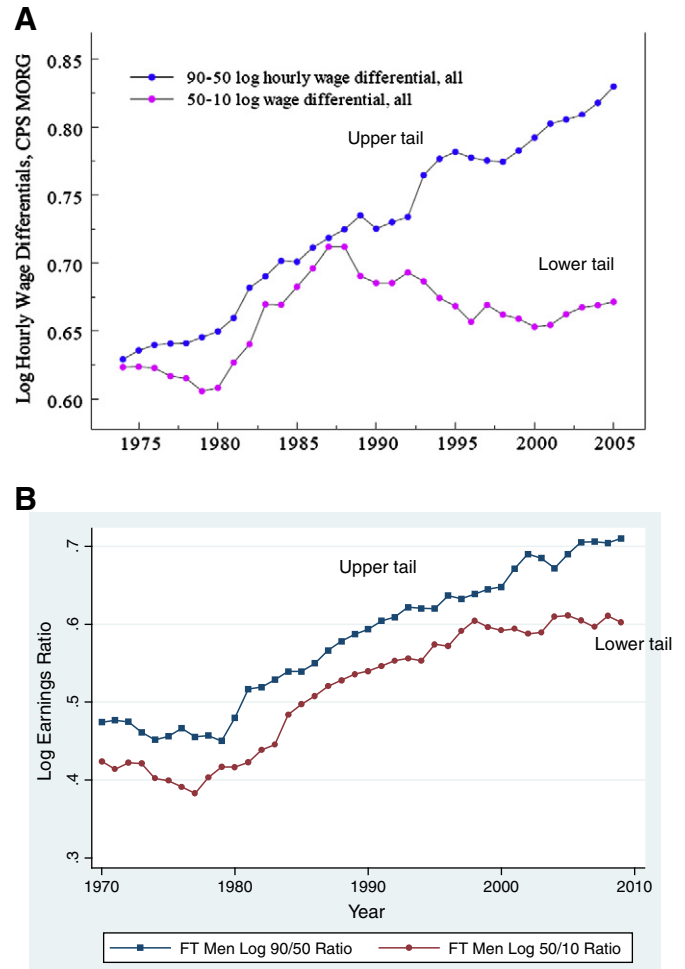 A
Log Hourly Wage Differentials, CPS MORG
0.85
0.80
0.75
0.70
0.65
0.60
90-50 log hourly wage differential, all
50-10 log wage differential, all
Upper tail
Lower tail
1975 1980 1985 1990 1995 2000 2005
B
Log Earnings Ratio
.7
.6
.5
.4
.3
Upper tail
Lower tail
1970 1980 1990 2000 2010
Year
FT Men Log 90/50 Ratio FT Men Log 50/10 Ratio